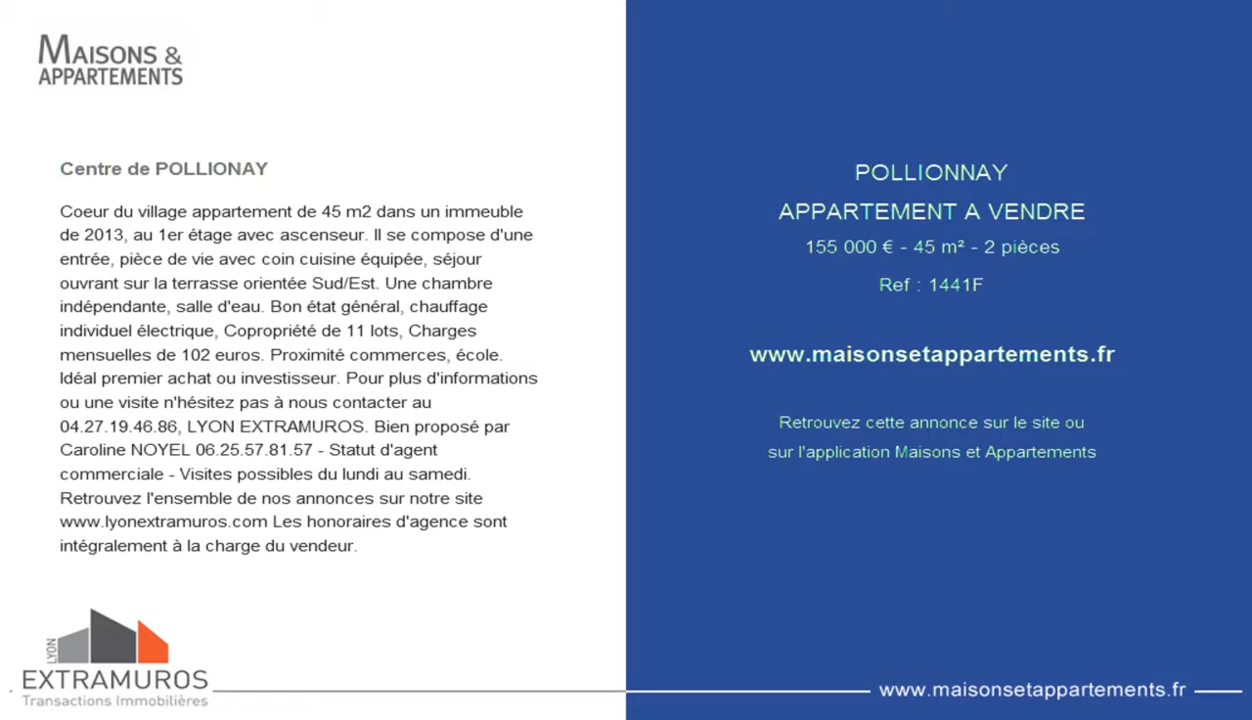 MAISONS &
APPARTEMENTS
Centre de POLLIONAY
Coeur du village appartement de 45 m2 dans un immeuble
de 2013, au 1er étage avec ascenseur. Il se compose d'une
entrée, pièce de vie avec coin cuisine équipée, séjour
ouvrant sur la terrasse orientée Sud/Est. Une chambre
indépendante, salle d'eau. Bon état général, chauffage
individuel électrique, Copropriété de 11 lots, Charges
mensuelles de 102 euros. Proximité commerces, école.
Idéal premier achat ou investisseur. Pour plus d'informations
ou une visite n'hésitez pas à nous contacter au
04.27.19.46.86, LYON EXTRAMUROS. Bien proposé par
Caroline NOYEL 06.25.57.81.57 - Statut d'agent
commerciale - Visites possibles du lundi au samedi.
Retrouvez l'ensemble de nos annonces sur notre site
www.lyonextramuros.com Les honoraires d'agence sont
intégralement à la charge du vendeur.
LYON
EXTRAMUROS
Transactions Immobilières
POLLIONNAY
APPARTEMENT A VENDRE
155 000 € - 45 m² - 2 pièces
Ref : 1441F
www.maisonsetappartements.fr
Retrouvez cette annonce sur le site ou
sur l'application Maisons et Appartements
www.maisonsetappartements.fr